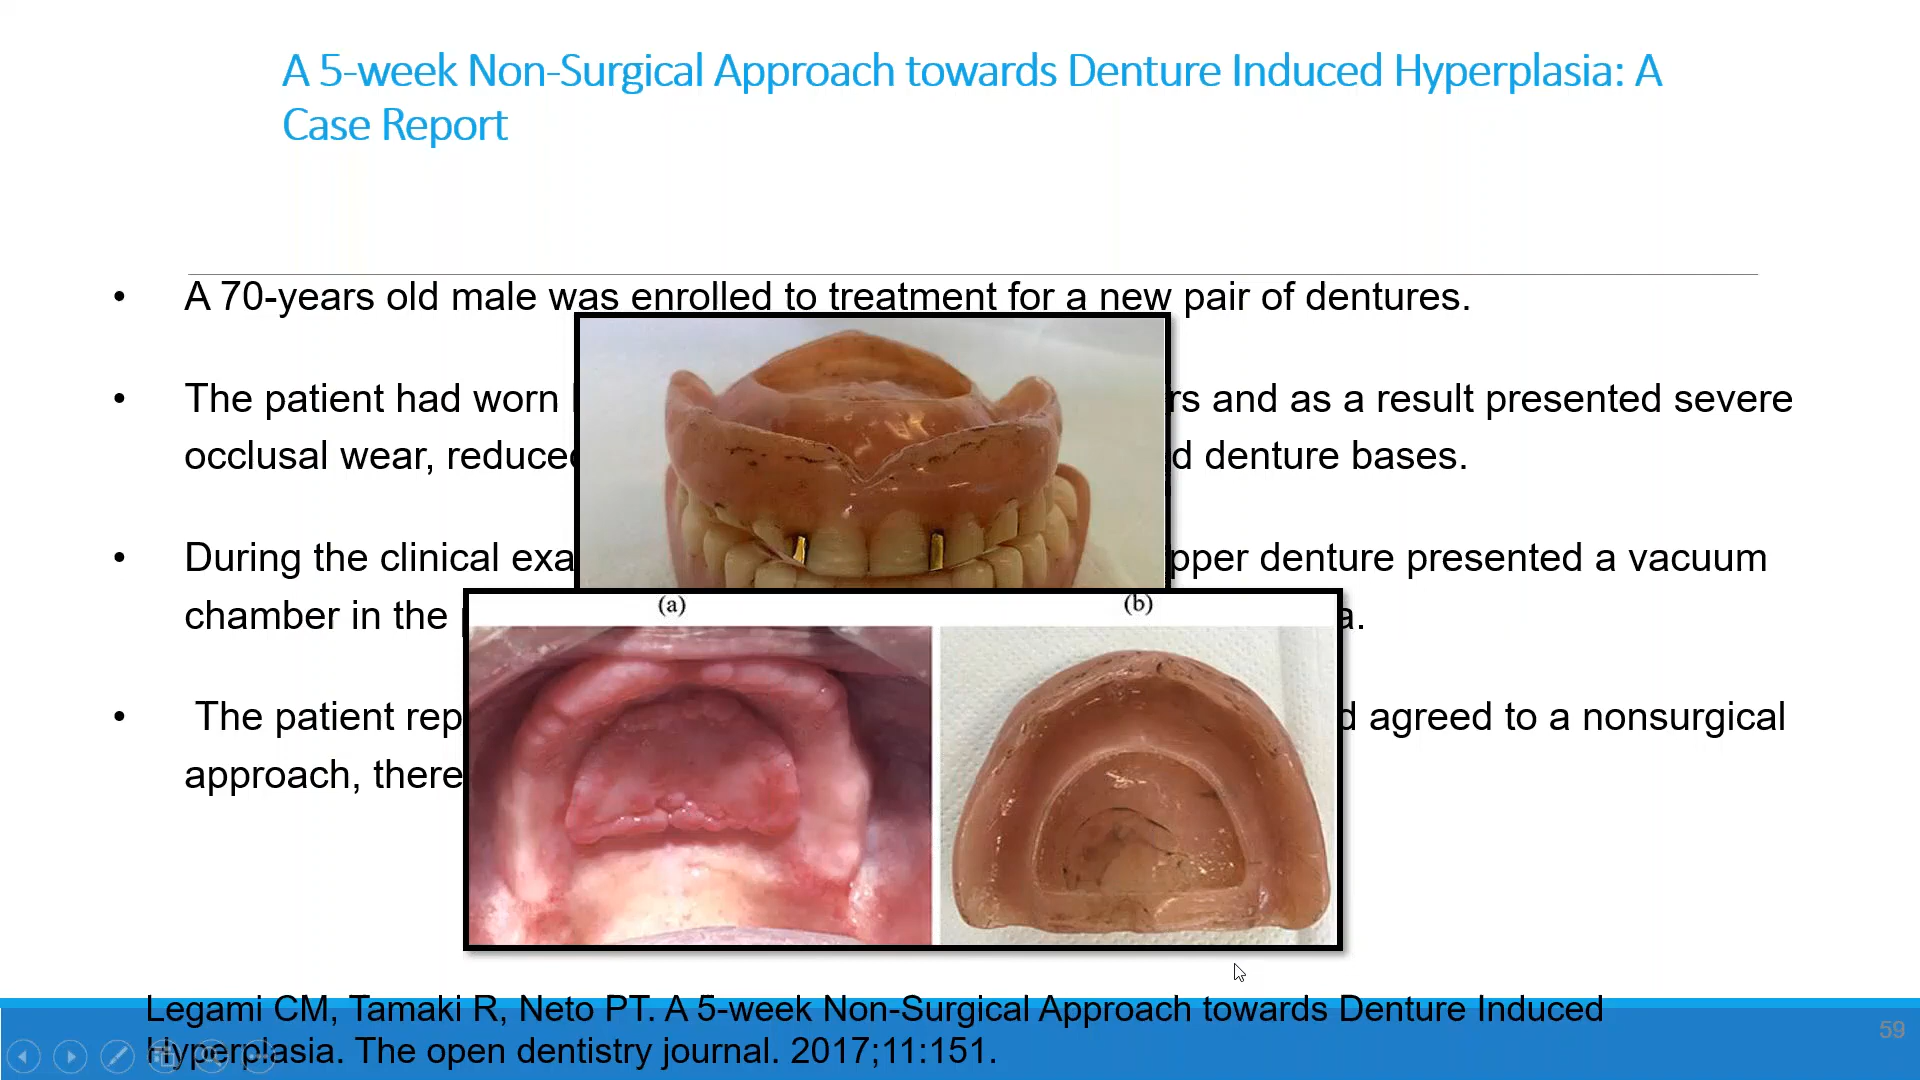 A 5-week Non-Surgical Approach towards Denture Induced Hyperplasia: A
Case Report
• A 70-years old male was enrolled to treatment for a new pair of dentures.
• The patient had worn rs and as a result presented severe
occlusal wear, reduced d denture bases.
• During the clinical exa pper denture presented a vacuum
chamber in the a.
• The patient rep d agreed to a nonsurgical
approach, there
(a) (b)
Legami CM, Tamaki R, Neto PT. A 5-week Non-Surgical Approach towards Denture Induced
Hyperplasia. The open dentistry journal. 2017;11:151.
59